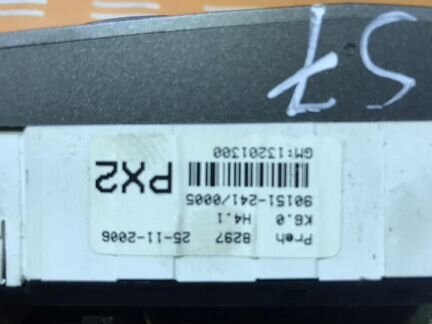 Preh 8297 25-11-2006
K6.0 H4.1
90151-241/0005
PX2
GM:13201300